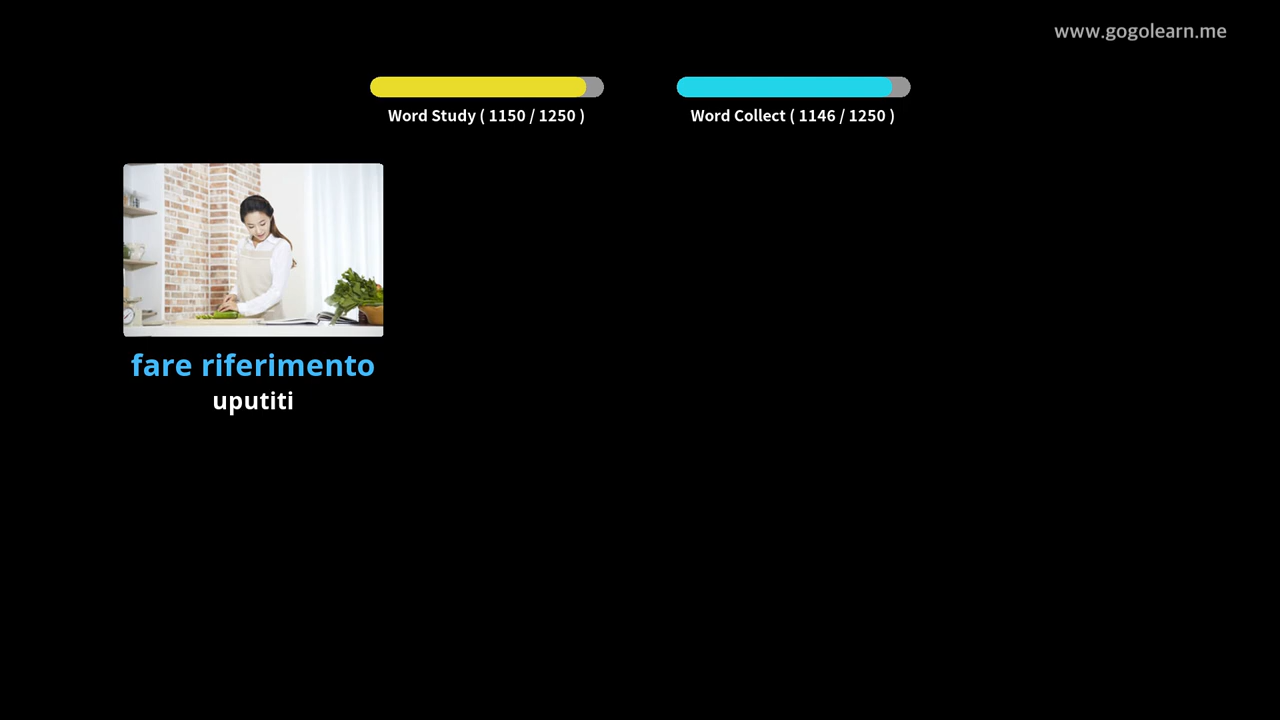 www.gogolearn.me
Word Study ( 1150 / 1250 )
Word Collect ( 1146 / 1250 )
fare riferimento
uputiti